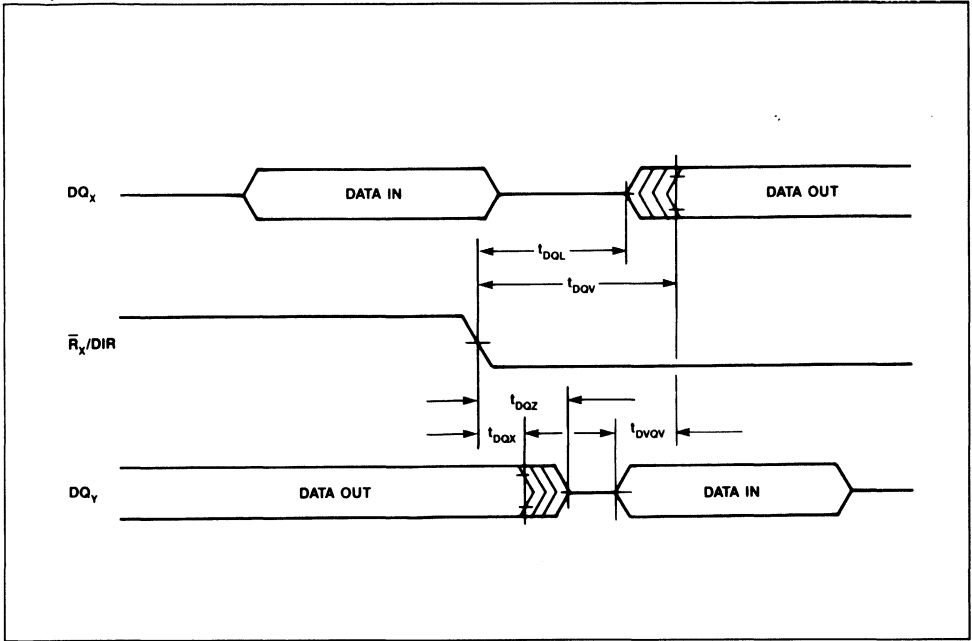 DQX
DATA IN
DATA OUT
tDQL
tDQV
R̅X/DIR
tDQZ
tDQX
tDVQV
DQY
DATA OUT
DATA IN